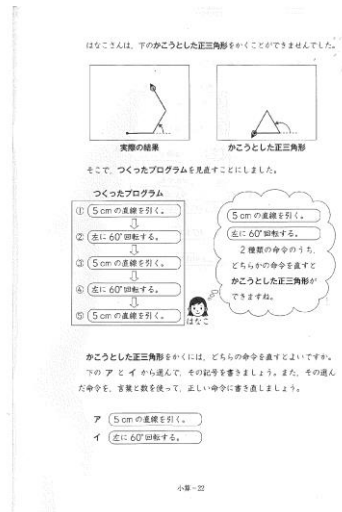 はなこさんは、下のかこうとした正三角形をかくことができませんでした。
実際の結果
かこうとした正三角形
そこで、つくったプログラムを見直すことにしました。
つくったプログラム
① 5cmの直線を引く。
② 左に60°回転する。
③ 5cmの直線を引く。
④ 左に60°回転する。
⑤ 5cmの直線を引く。
5cmの直線を引く。
左に60°回転する。
2種類の命令のうち、
どちらかの命令を直すと
かこうとした正三角形が
できますね。
はなこ
かこうとした正三角形をかくには、どちらの命令を直すとよいですか。
下の ア と イ から選んで、その記号を書きましょう。また、その選ん
だ命令を、言葉と数を使って、正しい命令に書き直しましょう。
ア 5cmの直線を引く。
イ 左に60°回転する。
小算－22